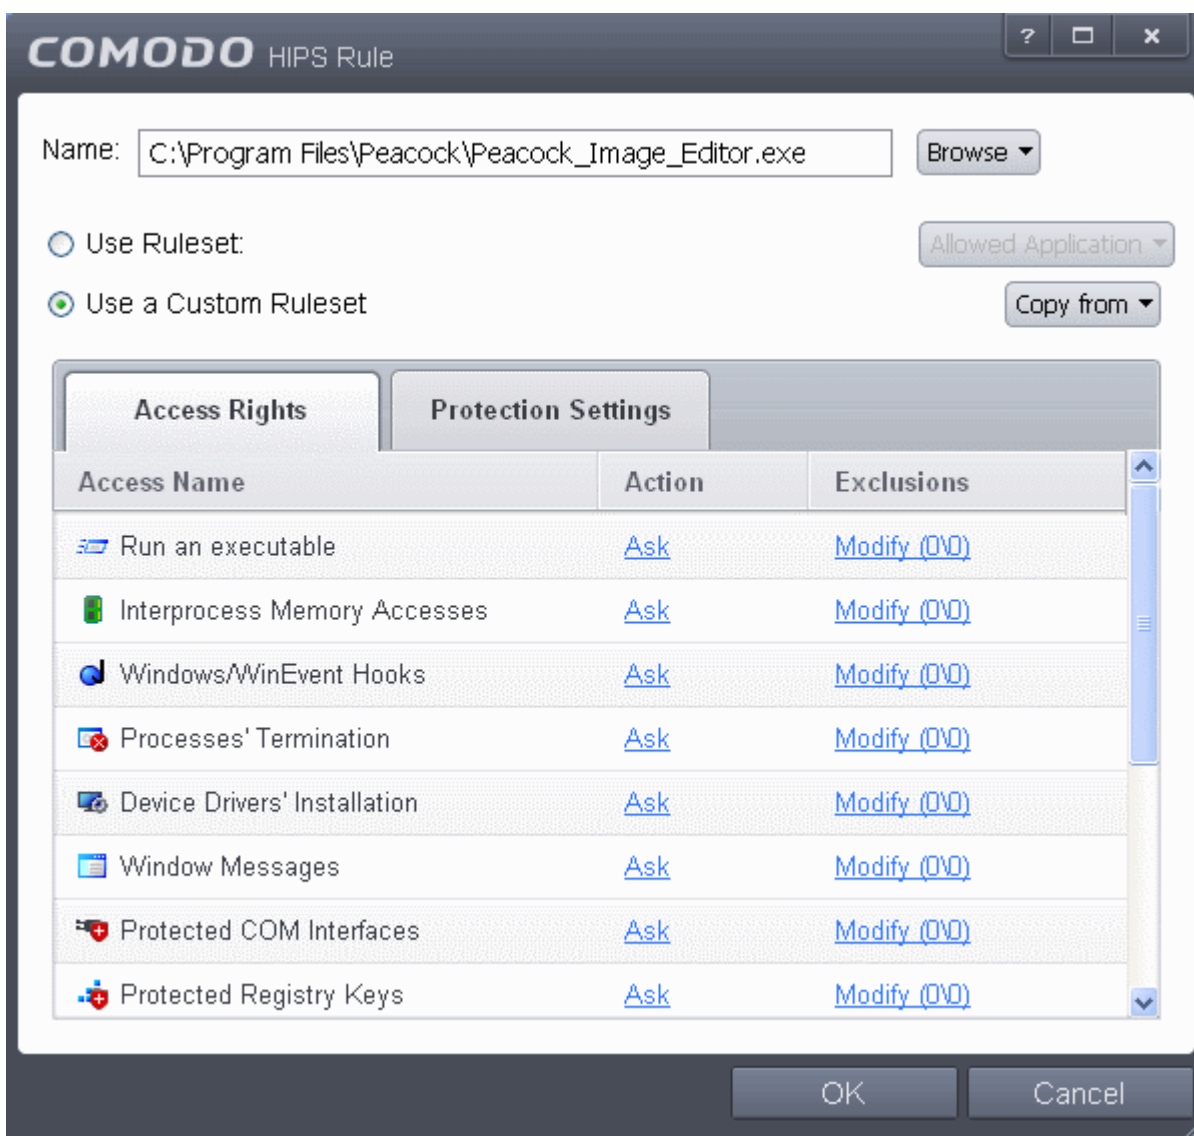 COMODO HIPS Rule ?
Name: C:\Program Files\Peacock\Peacock_Image_Editor.exe Browse
Use Ruleset: Allowed Application
Use a Custom Ruleset Copy from
Access Rights Protection Settings
Access Name Action Exclusions
Run an executable Ask Modify (0\0)
Interprocess Memory Accesses Ask Modify (0\0)
Windows/WinEvent Hooks Ask Modify (0\0)
Processes' Termination Ask Modify (0\0)
Device Drivers' Installation Ask Modify (0\0)
Window Messages Ask Modify (0\0)
Protected COM Interfaces Ask Modify (0\0)
Protected Registry Keys Ask Modify (0\0)
OK Cancel